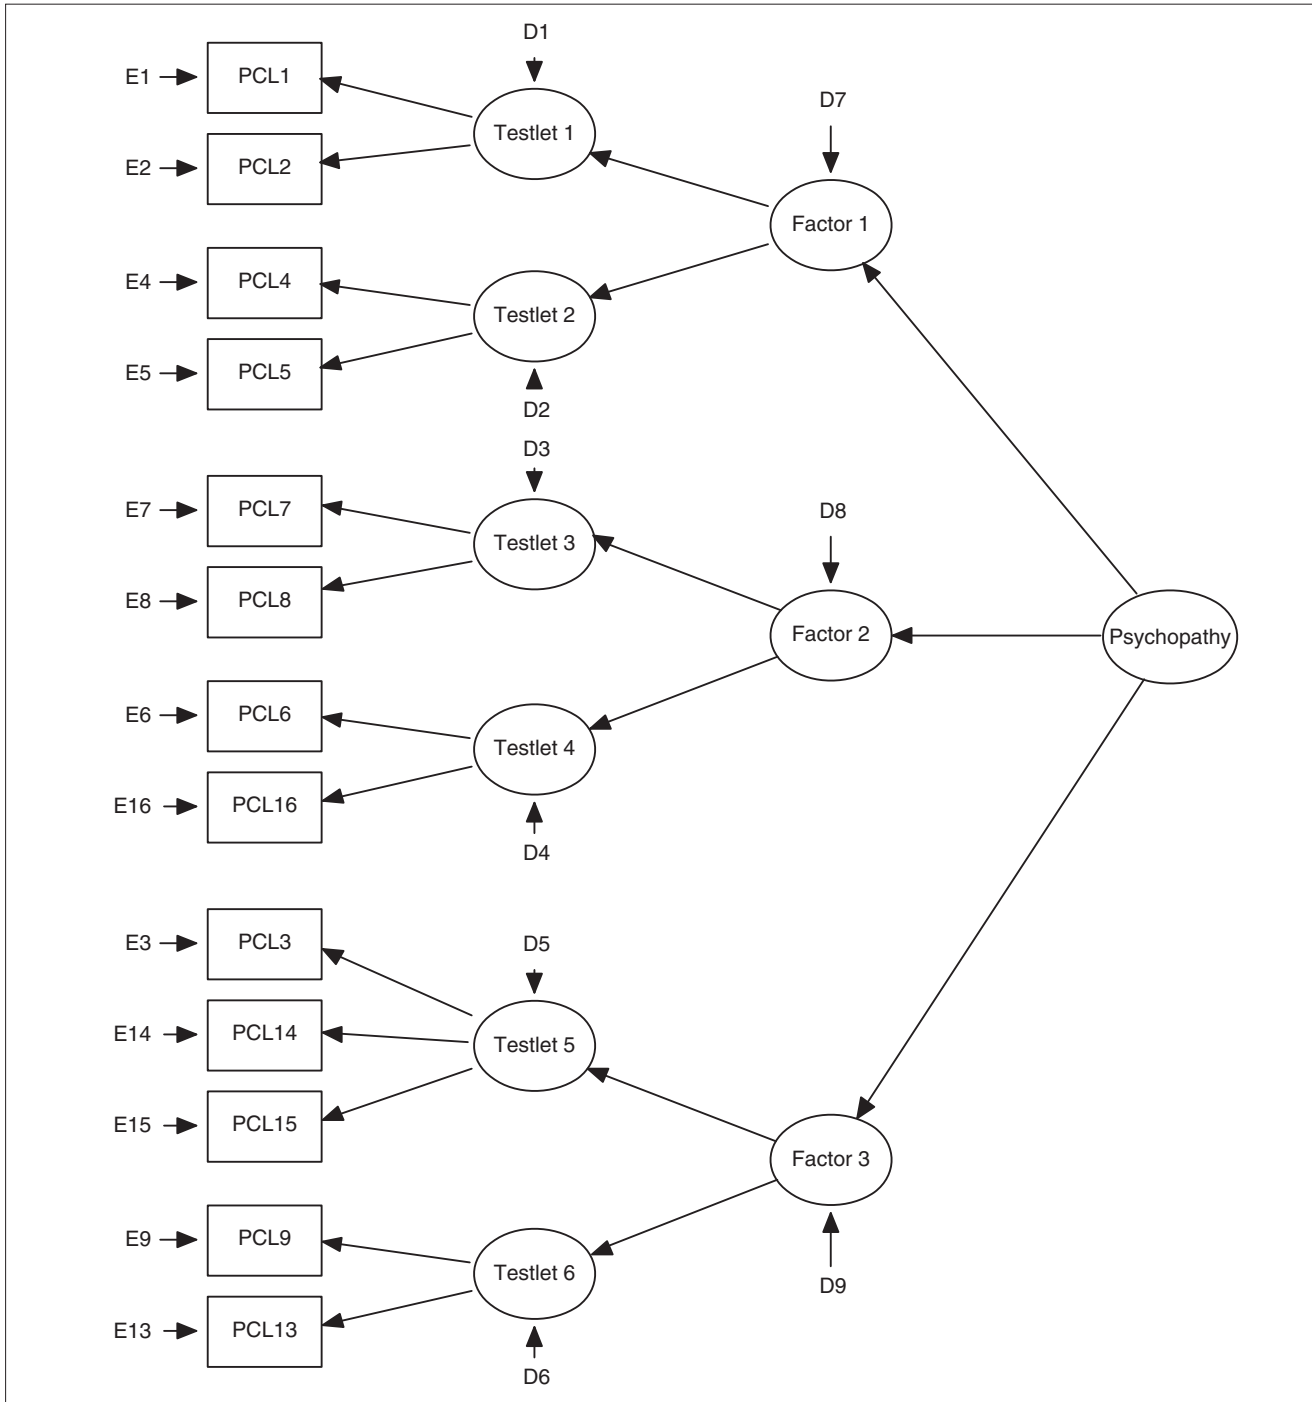 D1
E1
PCL1
Testlet 1
D7
E2
PCL2
Factor 1
E4
PCL4
Testlet 2
E5
PCL5
D2
D3
E7
PCL7
Testlet 3
D8
E8
PCL8
Factor 2
Psychopathy
E6
PCL6
Testlet 4
E16
PCL16
D4
E3
PCL3
D5
E14
PCL14
Testlet 5
E15
PCL15
Factor 3
E9
PCL9
Testlet 6
D9
E13
PCL13
D6